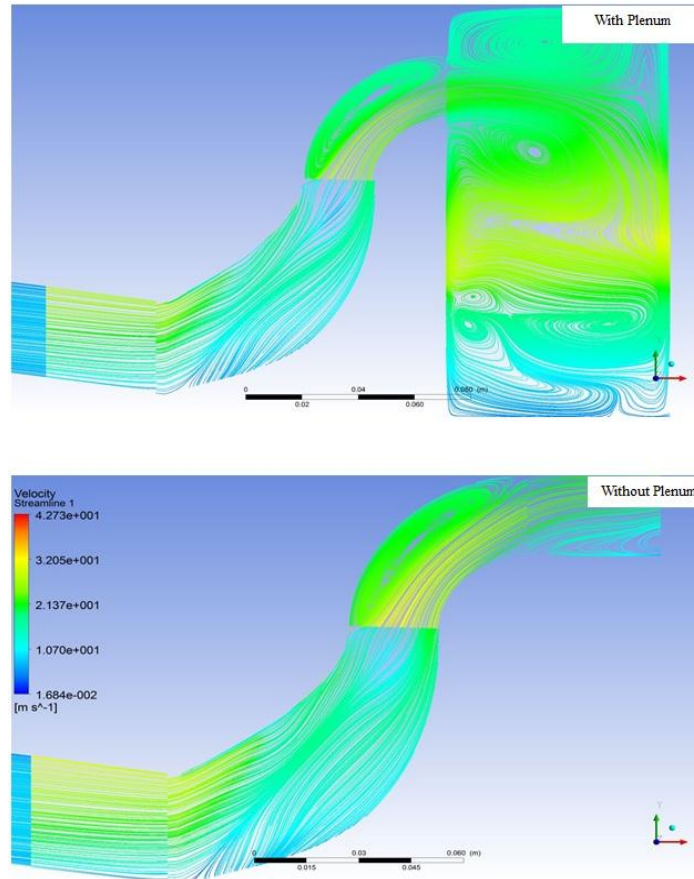 With Plenum
0
0.04
0.080 (m)
0.02
0.060
Without Plenum
Velocity
Streamline 1
4.273e+001
3.205e+001
2.137e+001
1.070e+001
1.684e-002
[m s^-1]
Y
0
0.03
0.060 (m)
0.015
0.045